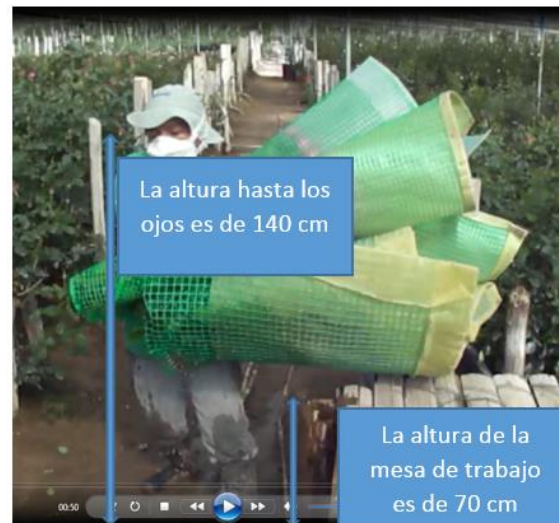 La altura hasta los
ojos es de 140 cm
La altura de la
mesa de trabajo
es de 70 cm
00:50